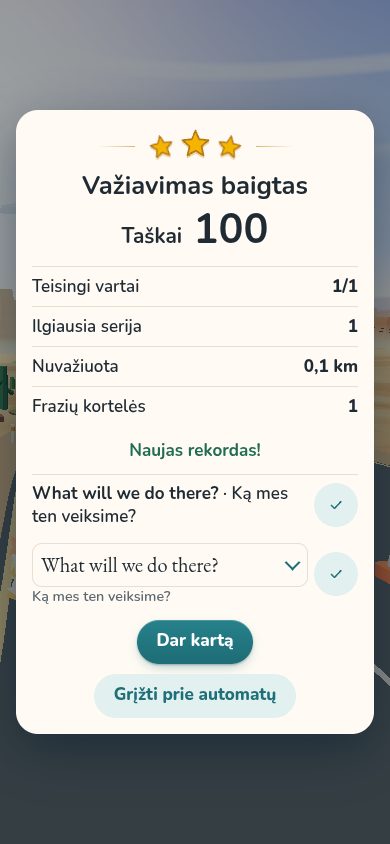 Važiavimas baigtas
Taškai 100
Teisingi vartai 1/1
Ilgiausia serija 1
Nuvažiuota 0,1 km
Frazių kortelės 1
Naujas rekordas!
What will we do there? · Ką mes
ten veiksime?
What will we do there?
Ką mes ten veiksime?
Dar kartą
Grįžti prie automatų